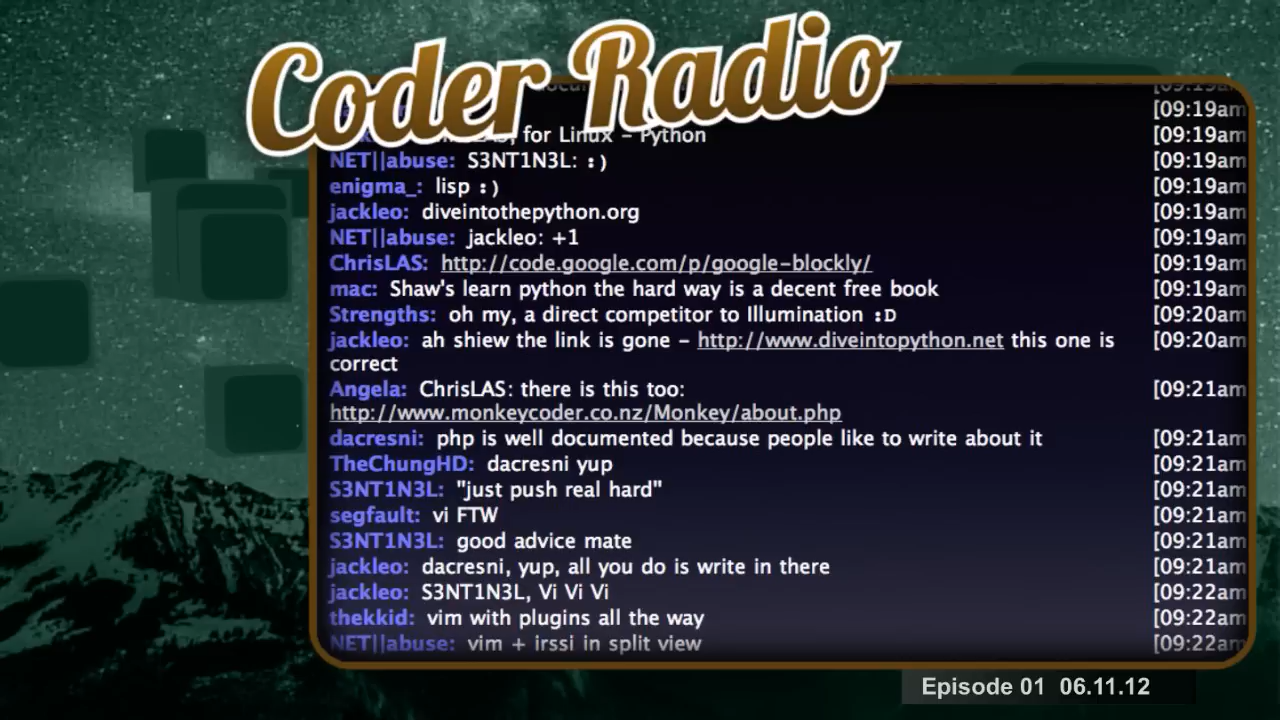 Coder Radio
[09:19am
[09:19am
for Linux - Python [09:19am
NET||abuse: S3NT1N3L: :) [09:19am
enigma_: lisp :) [09:19am
jackleo: diveintothepython.org [09:19am
NET||abuse: jackleo: +1 [09:19am
ChrisLAS: http://code.google.com/p/google-blockly/ [09:19am
mac: Shaw's learn python the hard way is a decent free book [09:19am
Strengths: oh my, a direct competitor to Illumination :D [09:20am
jackleo: ah shiew the link is gone - http://www.diveintopython.net this one is [09:20am
correct
Angela: ChrisLAS: there is this too: [09:21am
http://www.monkeycoder.co.nz/Monkey/about.php
dacresni: php is well documented because people like to write about it [09:21am
TheChungHD: dacresni yup [09:21am
S3NT1N3L: "just push real hard" [09:21am
segfault: vi FTW [09:21am
S3NT1N3L: good advice mate [09:21am
jackleo: dacresni, yup, all you do is write in there [09:21am
jackleo: S3NT1N3L, Vi Vi Vi [09:22am
thekkid: vim with plugins all the way [09:22am
NET||abuse: vim + irssi in split view [09:22am
Episode 01 06.11.12